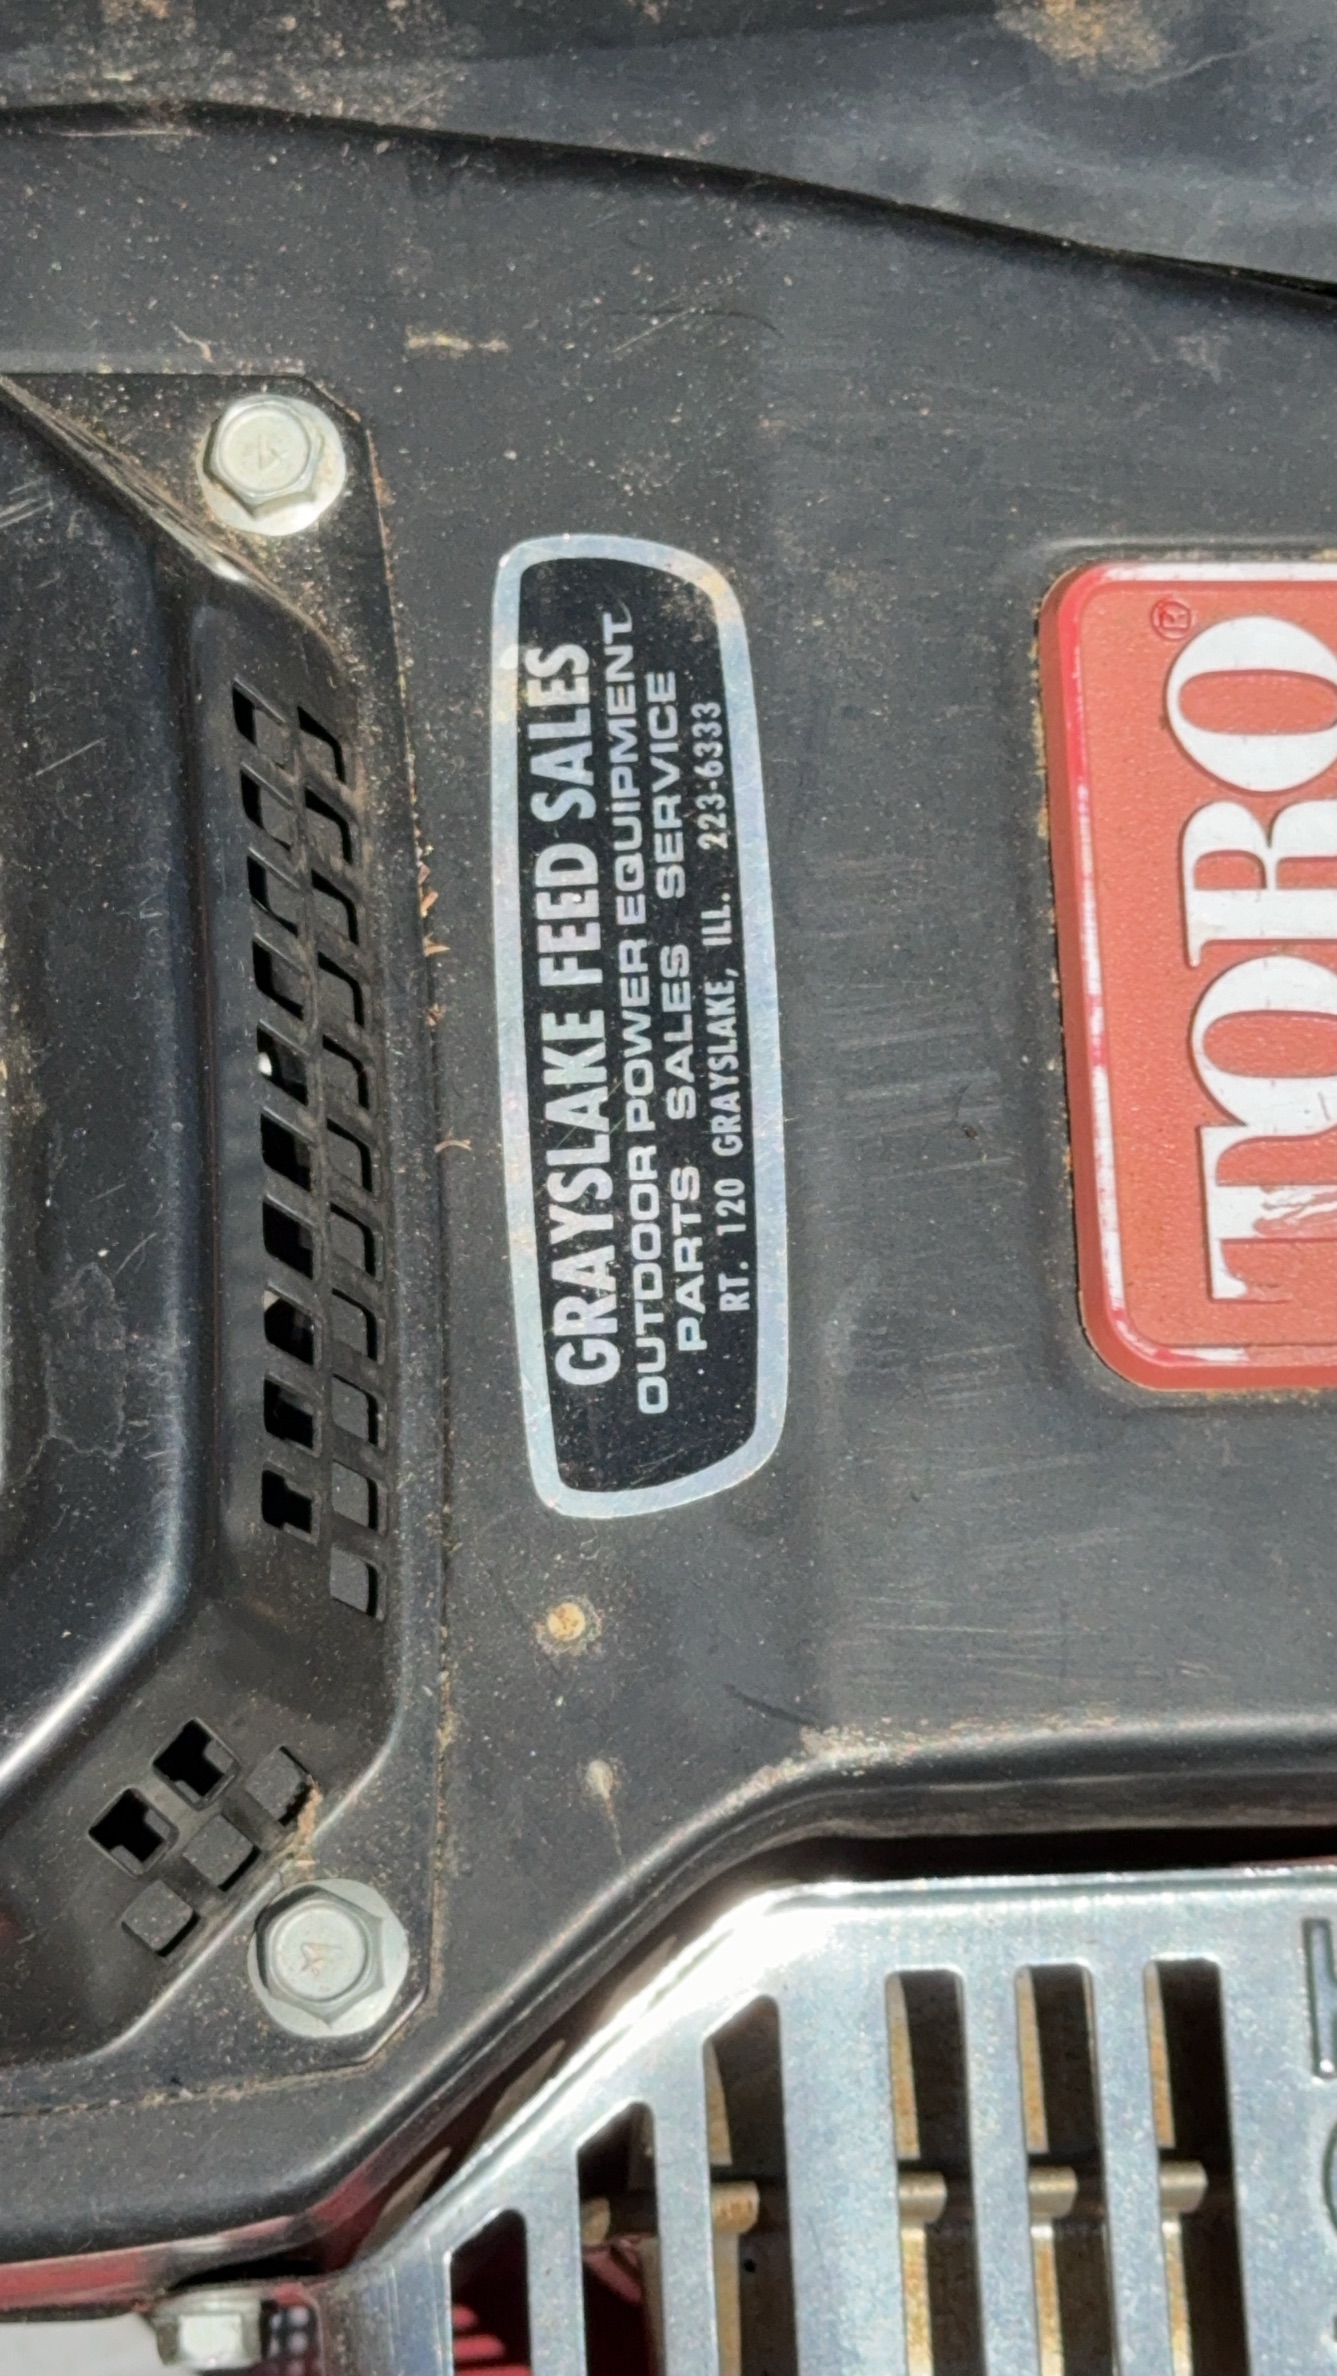 GRAYSLAKE FEED SALES
OUTDOOR POWER EQUIPMENT
PARTS SALES SERVICE
RT. 120 GRAYSLAKE, ILL. 223-6333
TORO®